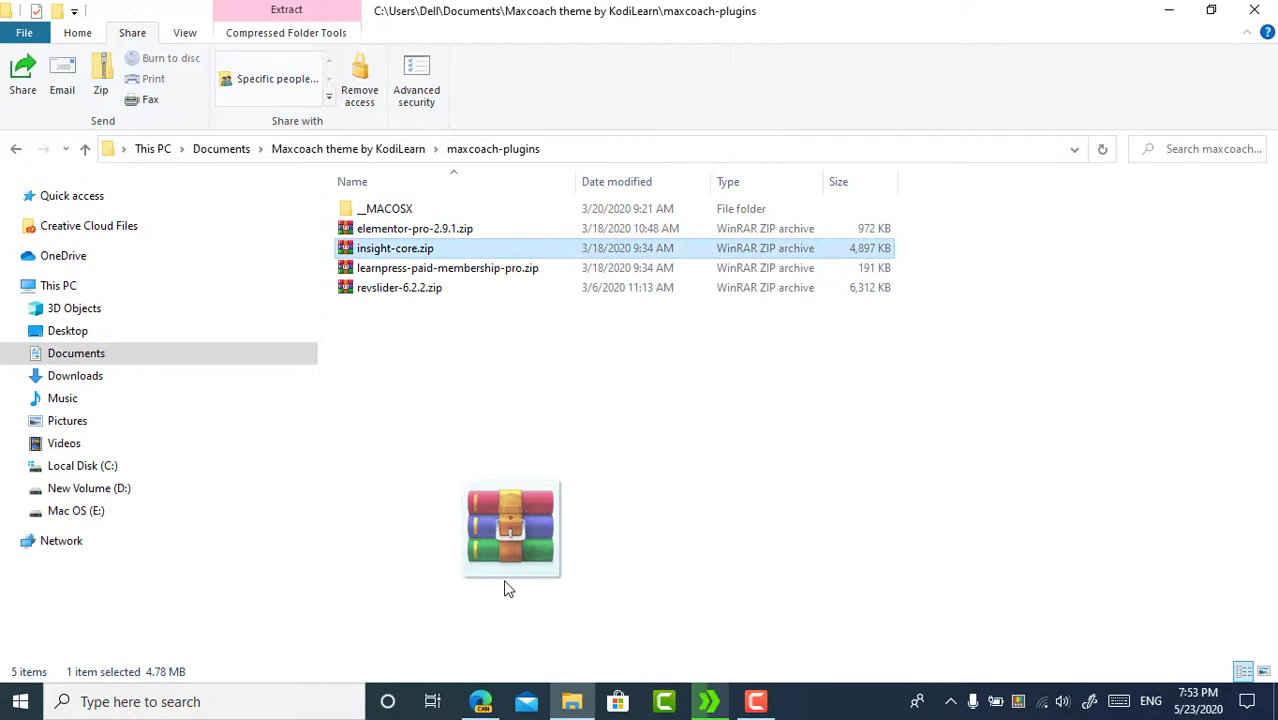 Extract
C:\Users\Dell\Documents\Maxcoach theme by KodiLearn\maxcoach-plugins
File
Home
Share
View
Compressed Folder Tools
Share
Email
Zip
Burn to disc
Print
Fax
Send
Specific people...
Share with
Remove access
Advanced security
This PC > Documents > Maxcoach theme by KodiLearn > maxcoach-plugins
Search maxcoach...
Name Date modified Type Size
__MACOSX 3/20/2020 9:21 AM File folder
elementor-pro-2.9.1.zip 3/18/2020 10:48 AM WinRAR ZIP archive 972 KB
insight-core.zip 3/18/2020 9:34 AM WinRAR ZIP archive 4,897 KB
learnpress-paid-membership-pro.zip 3/18/2020 9:34 AM WinRAR ZIP archive 191 KB
revslider-6.2.2.zip 3/6/2020 11:13 AM WinRAR ZIP archive 6,312 KB
Quick access
Creative Cloud Files
OneDrive
This PC
3D Objects
Desktop
Documents
Downloads
Music
Pictures
Videos
Local Disk (C:)
New Volume (D:)
Mac OS (E:)
Network
5 items 1 item selected 4.78 MB
Type here to search
CAN
ENG
7:53 PM
5/23/2020